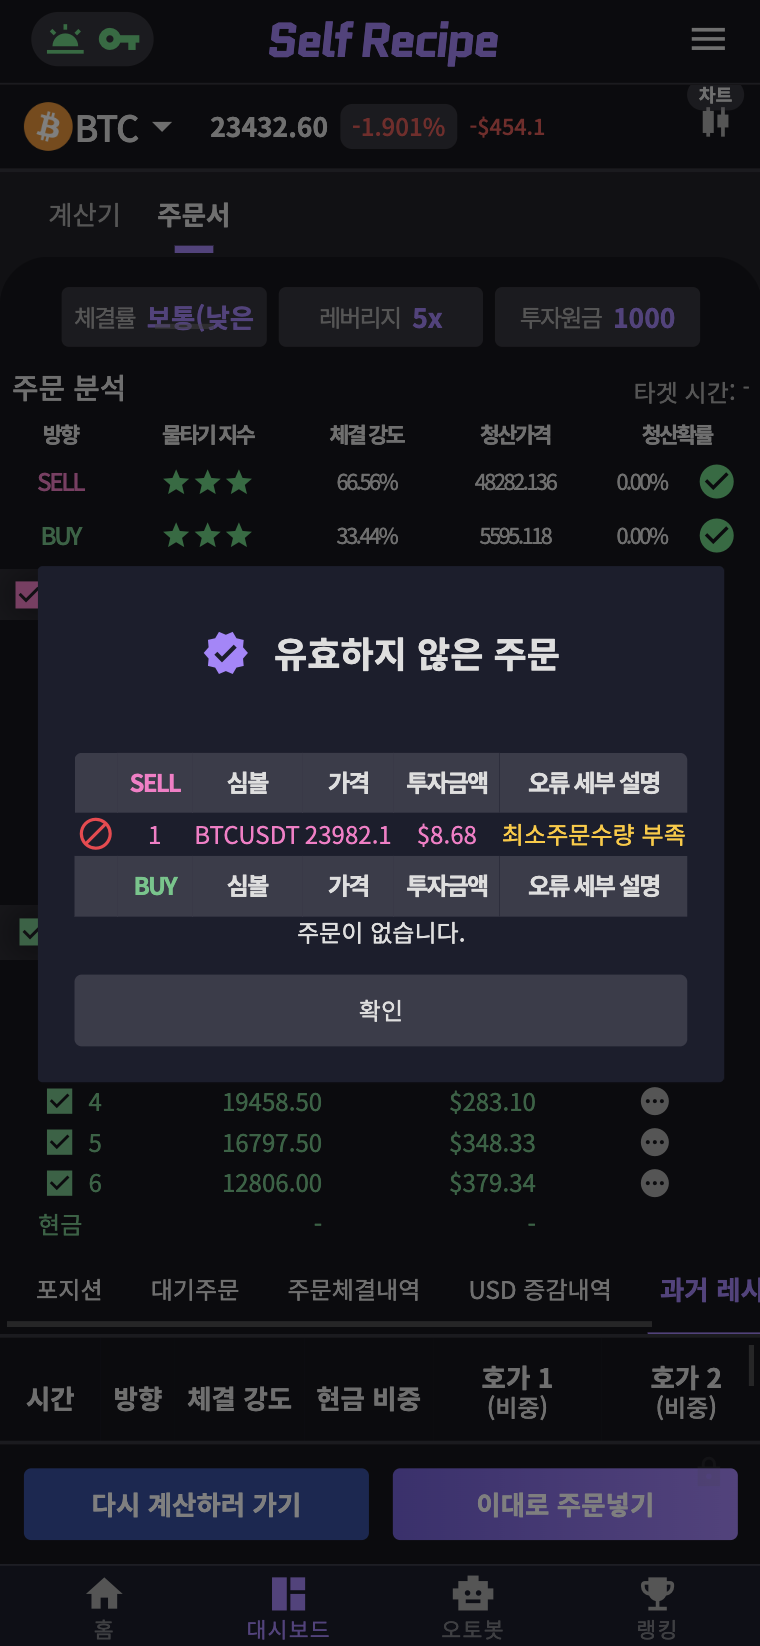 Self Recipe
차트
BTC 23432.60 -1.901% -$454.1
계산기 주문서
체결률 보통(낮은 레버리지 5x 투자원금 1000
주문 분석 타겟 시간: -
방향 물타기 지수 체결 강도 청산가격 청산확률
SELL 66.56% 48282.136 0.00%
BUY 33.44% 5595.118 0.00%
유효하지 않은 주문
SELL 심볼 가격 투자금액 오류 세부 설명
1 BTCUSDT 23982.1 $8.68 최소주문수량 부족
BUY 심볼 가격 투자금액 오류 세부 설명
주문이 없습니다.
확인
4 19458.50 $283.10
5 16797.50 $348.33
6 12806.00 $379.34
현금 - -
포지션 대기주문 주문체결내역 USD 증감내역 과거 레시
시간 방향 체결 강도 현금 비중 호가 1 호가 2
(비중) (비중)
다시 계산하러 가기 이대로 주문넣기
홈 대시보드 오토봇 랭킹